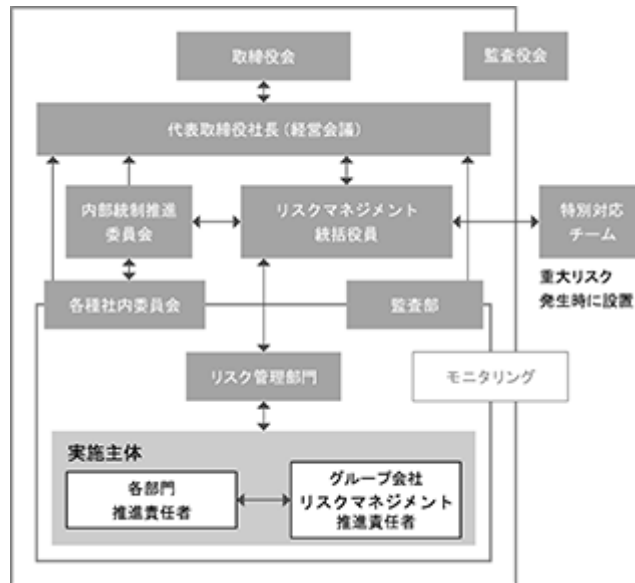 取締役会
監査役会
代表取締役社長（経営会議）
内部統制推進
委員会
リスクマネジメント
統括役員
特別対応
チーム
重大リスク
発生時に設置
各種社内委員会
監査部
リスク管理部門
モニタリング
実施主体
各部門
推進責任者
グループ会社
リスクマネジメント
推進責任者